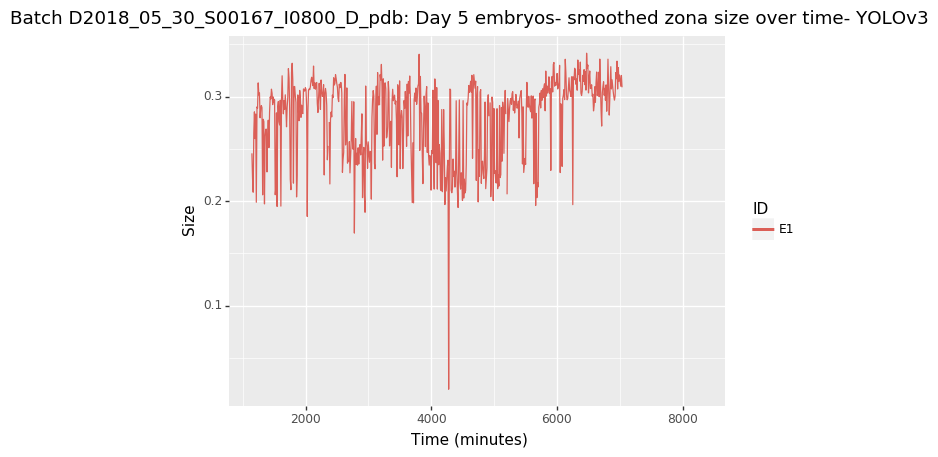 Batch D2018_05_30_S00167_I0800_D_pdb: Day 5 embryos- smoothed zona size over time- YOLOv3
0.3
0.2
0.1
Size
2000
4000
6000
8000
Time (minutes)
ID
E1